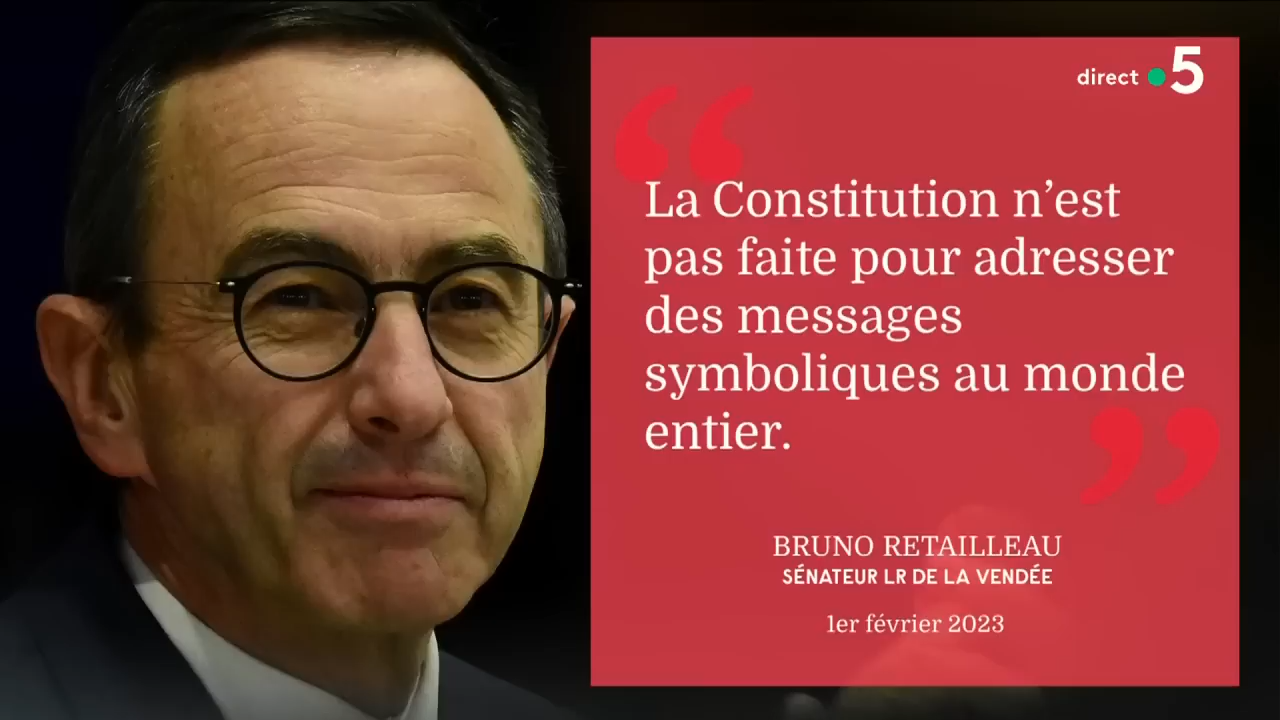 direct 5
“
La Constitution n’est
pas faite pour adresser
des messages
symboliques au monde
entier.
”
BRUNO RETAILLEAU
SÉNATEUR LR DE LA VENDÉE
1er février 2023